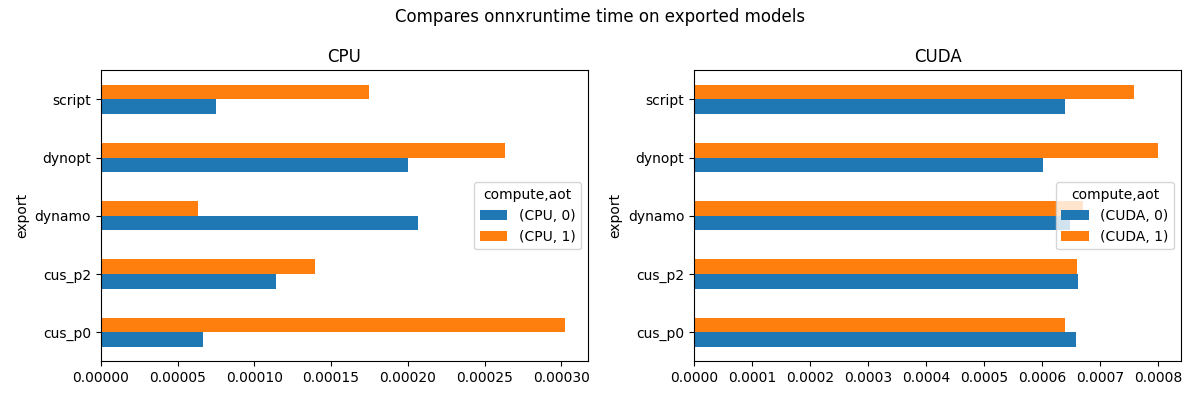 Compares onnxruntime time on exported models
CPU
export
script
dynopt
dynamo
cus_p2
cus_p0
compute,aot
(CPU, 0)
(CPU, 1)
0.00000 0.00005 0.00010 0.00015 0.00020 0.00025 0.00030
CUDA
export
script
dynopt
dynamo
cus_p2
cus_p0
compute,aot
(CUDA, 0)
(CUDA, 1)
0.0000 0.0001 0.0002 0.0003 0.0004 0.0005 0.0006 0.0007 0.0008